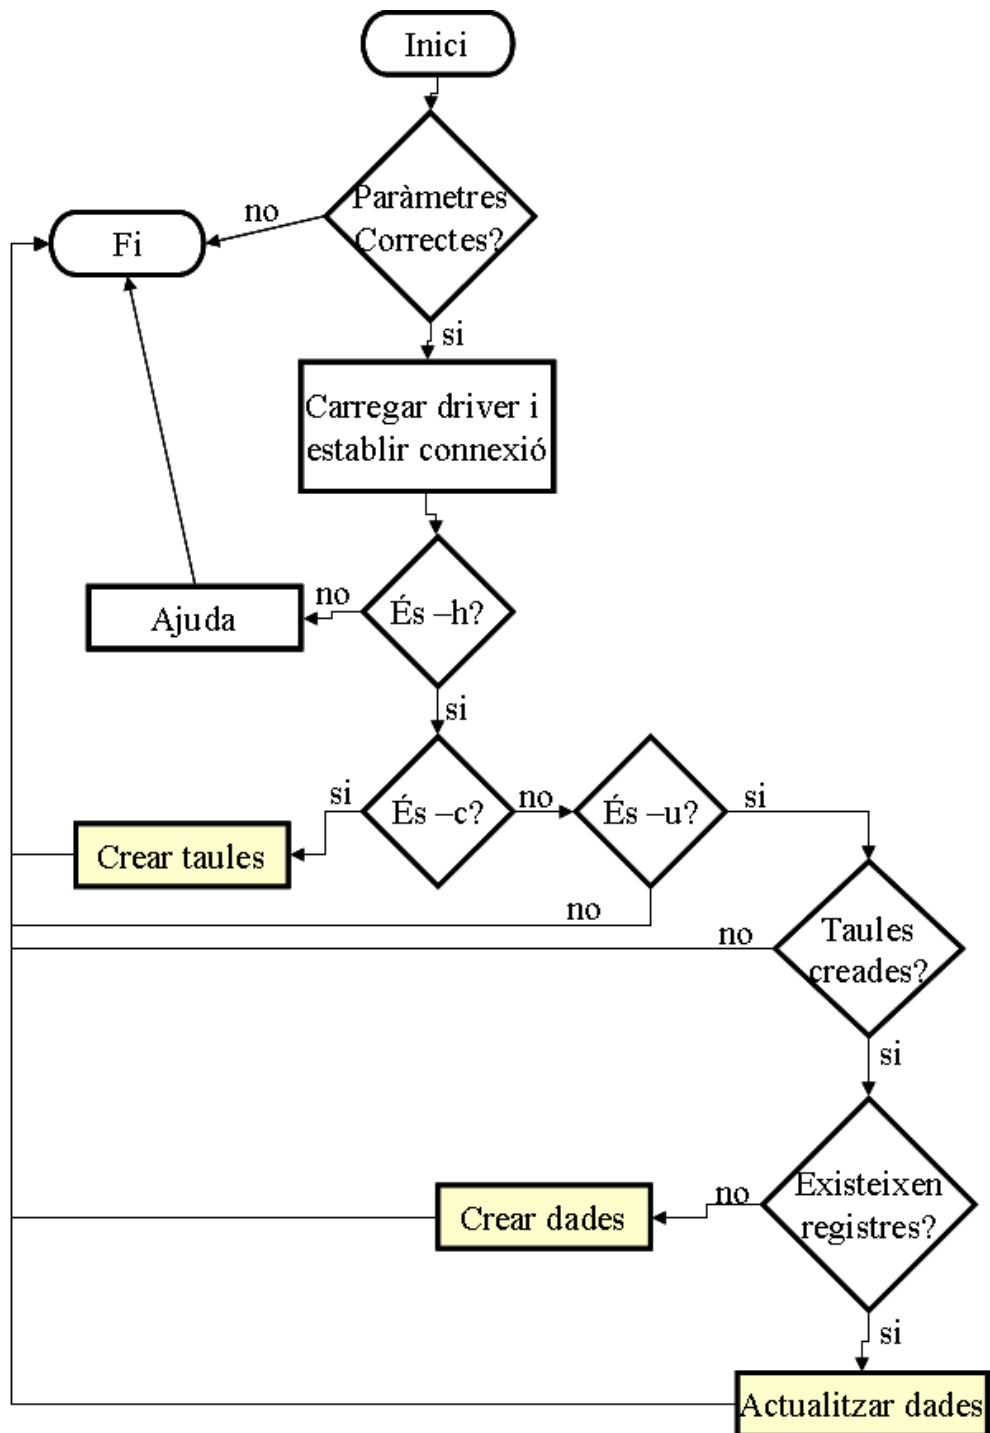 Inici
Paràmetres
Correctes?
no
Fi
si
Carregar driver i
establir connexió
És –h?
no
Ajuda
si
És –c?
si
no
És –u?
si
Crear taules
no
Taules
creades?
no
si
Existeixen
registres?
no
Crear dades
si
Actualitzar dades